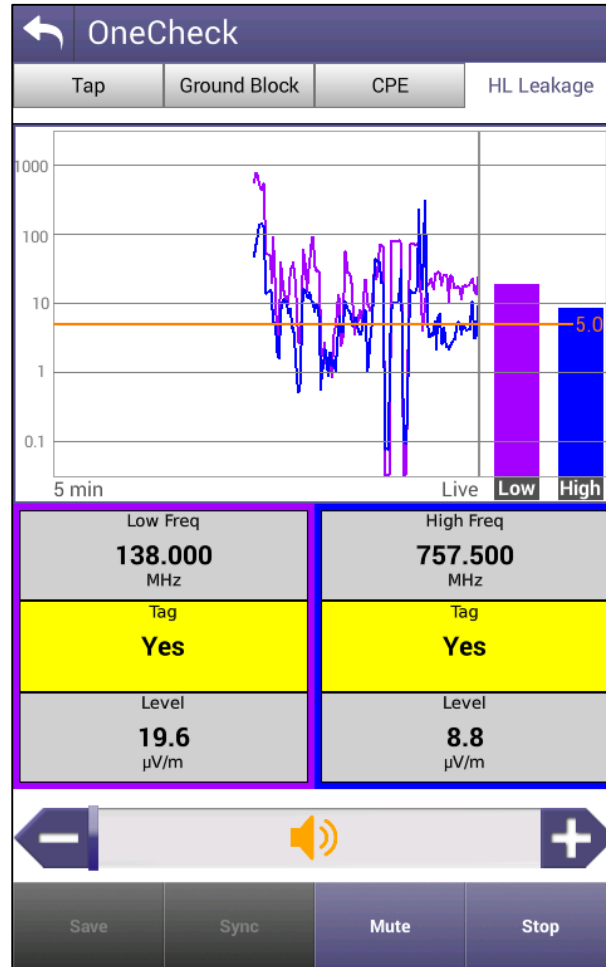 OneCheck
Tap Ground Block CPE HL Leakage
1000
100
10
5.0
1
0.1
5 min Live Low High
Low Freq
138.000
MHz
High Freq
757.500
MHz
Tag
Yes
Tag
Yes
Level
19.6
µV/m
Level
8.8
µV/m
Save Sync Mute Stop